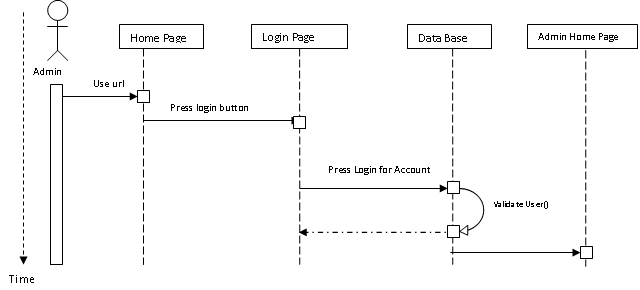 Home Page
Login Page
Data Base
Admin Home Page
Admin
Use url
Press login button
Press Login for Account
Validate User()
Time